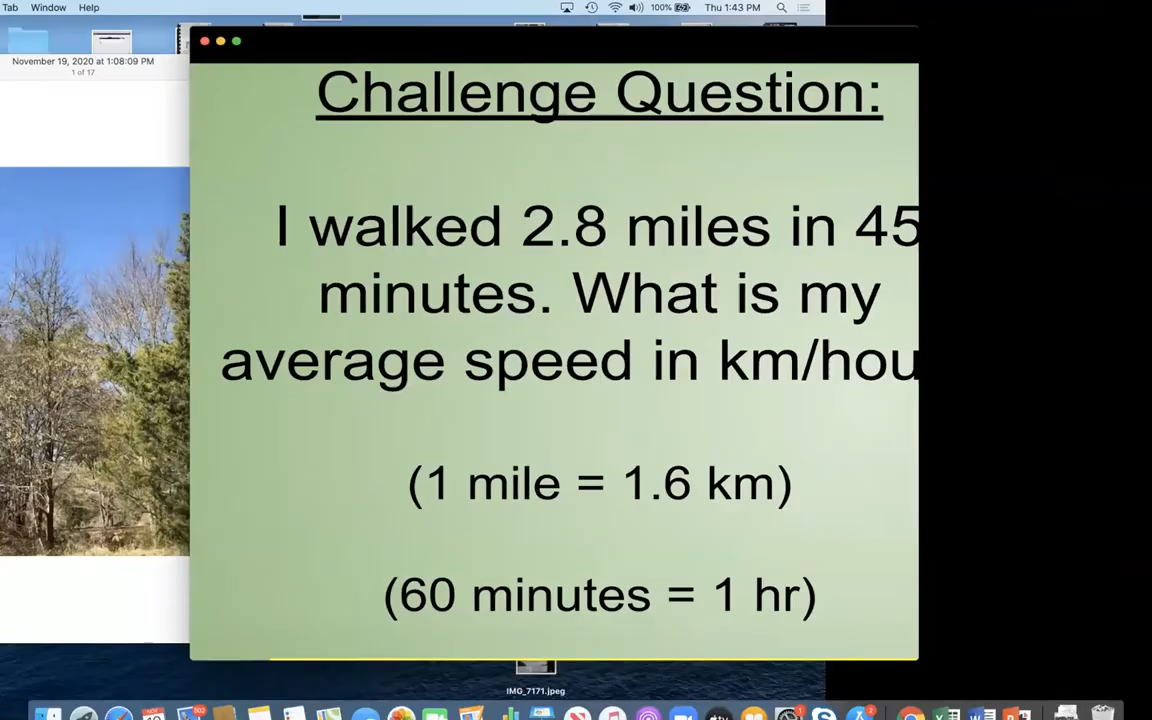 Tab Window Help 100% Thu 1:43 PM
November 19, 2020 at 1:08:09 PM
1 of 17
Challenge Question:
I walked 2.8 miles in 45
minutes. What is my
average speed in km/hou
(1 mile = 1.6 km)
(60 minutes = 1 hr)
IMG_7171.jpeg